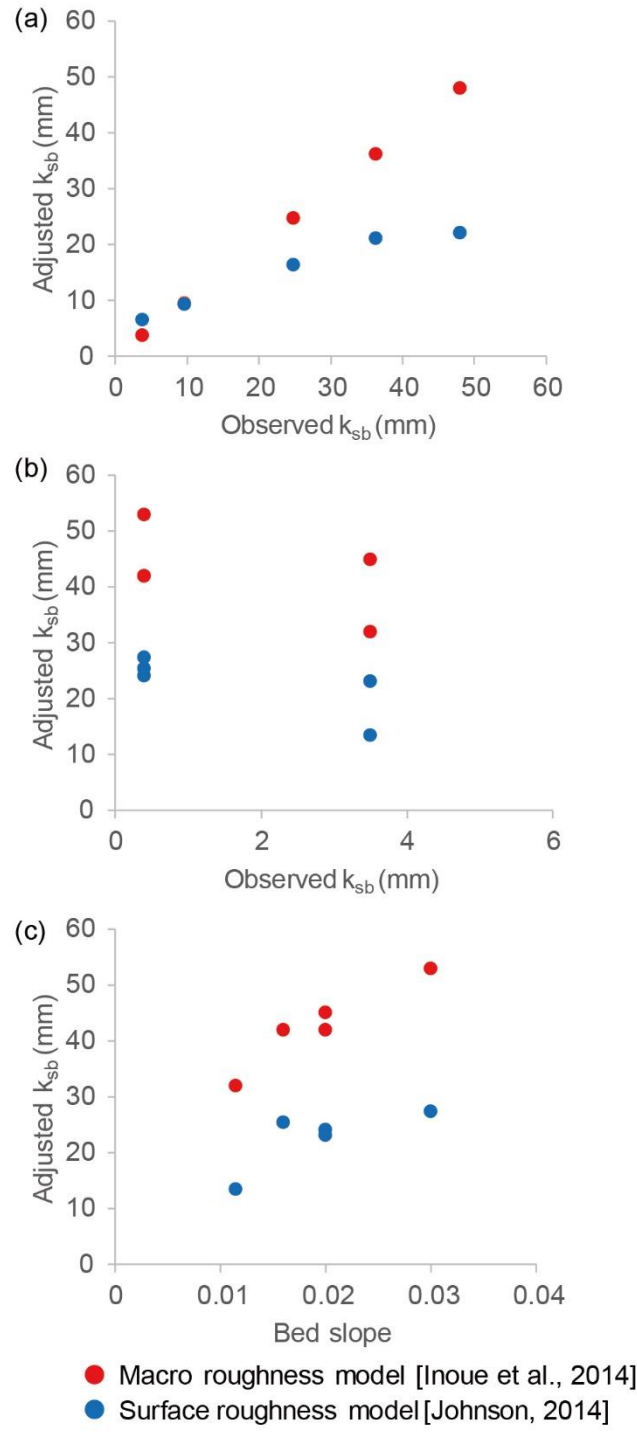 (a)
60
50
40
30
20
10
0
Adjusted k_sb (mm)
0 10 20 30 40 50 60
Observed k_sb (mm)
(b)
60
50
40
30
20
10
0
Adjusted k_sb (mm)
0 2 4 6
Observed k_sb (mm)
(c)
60
50
40
30
20
10
0
Adjusted k_sb (mm)
0 0.01 0.02 0.03 0.04
Bed slope
Macro roughness model [Inoue et al., 2014]
Surface roughness model [Johnson, 2014]